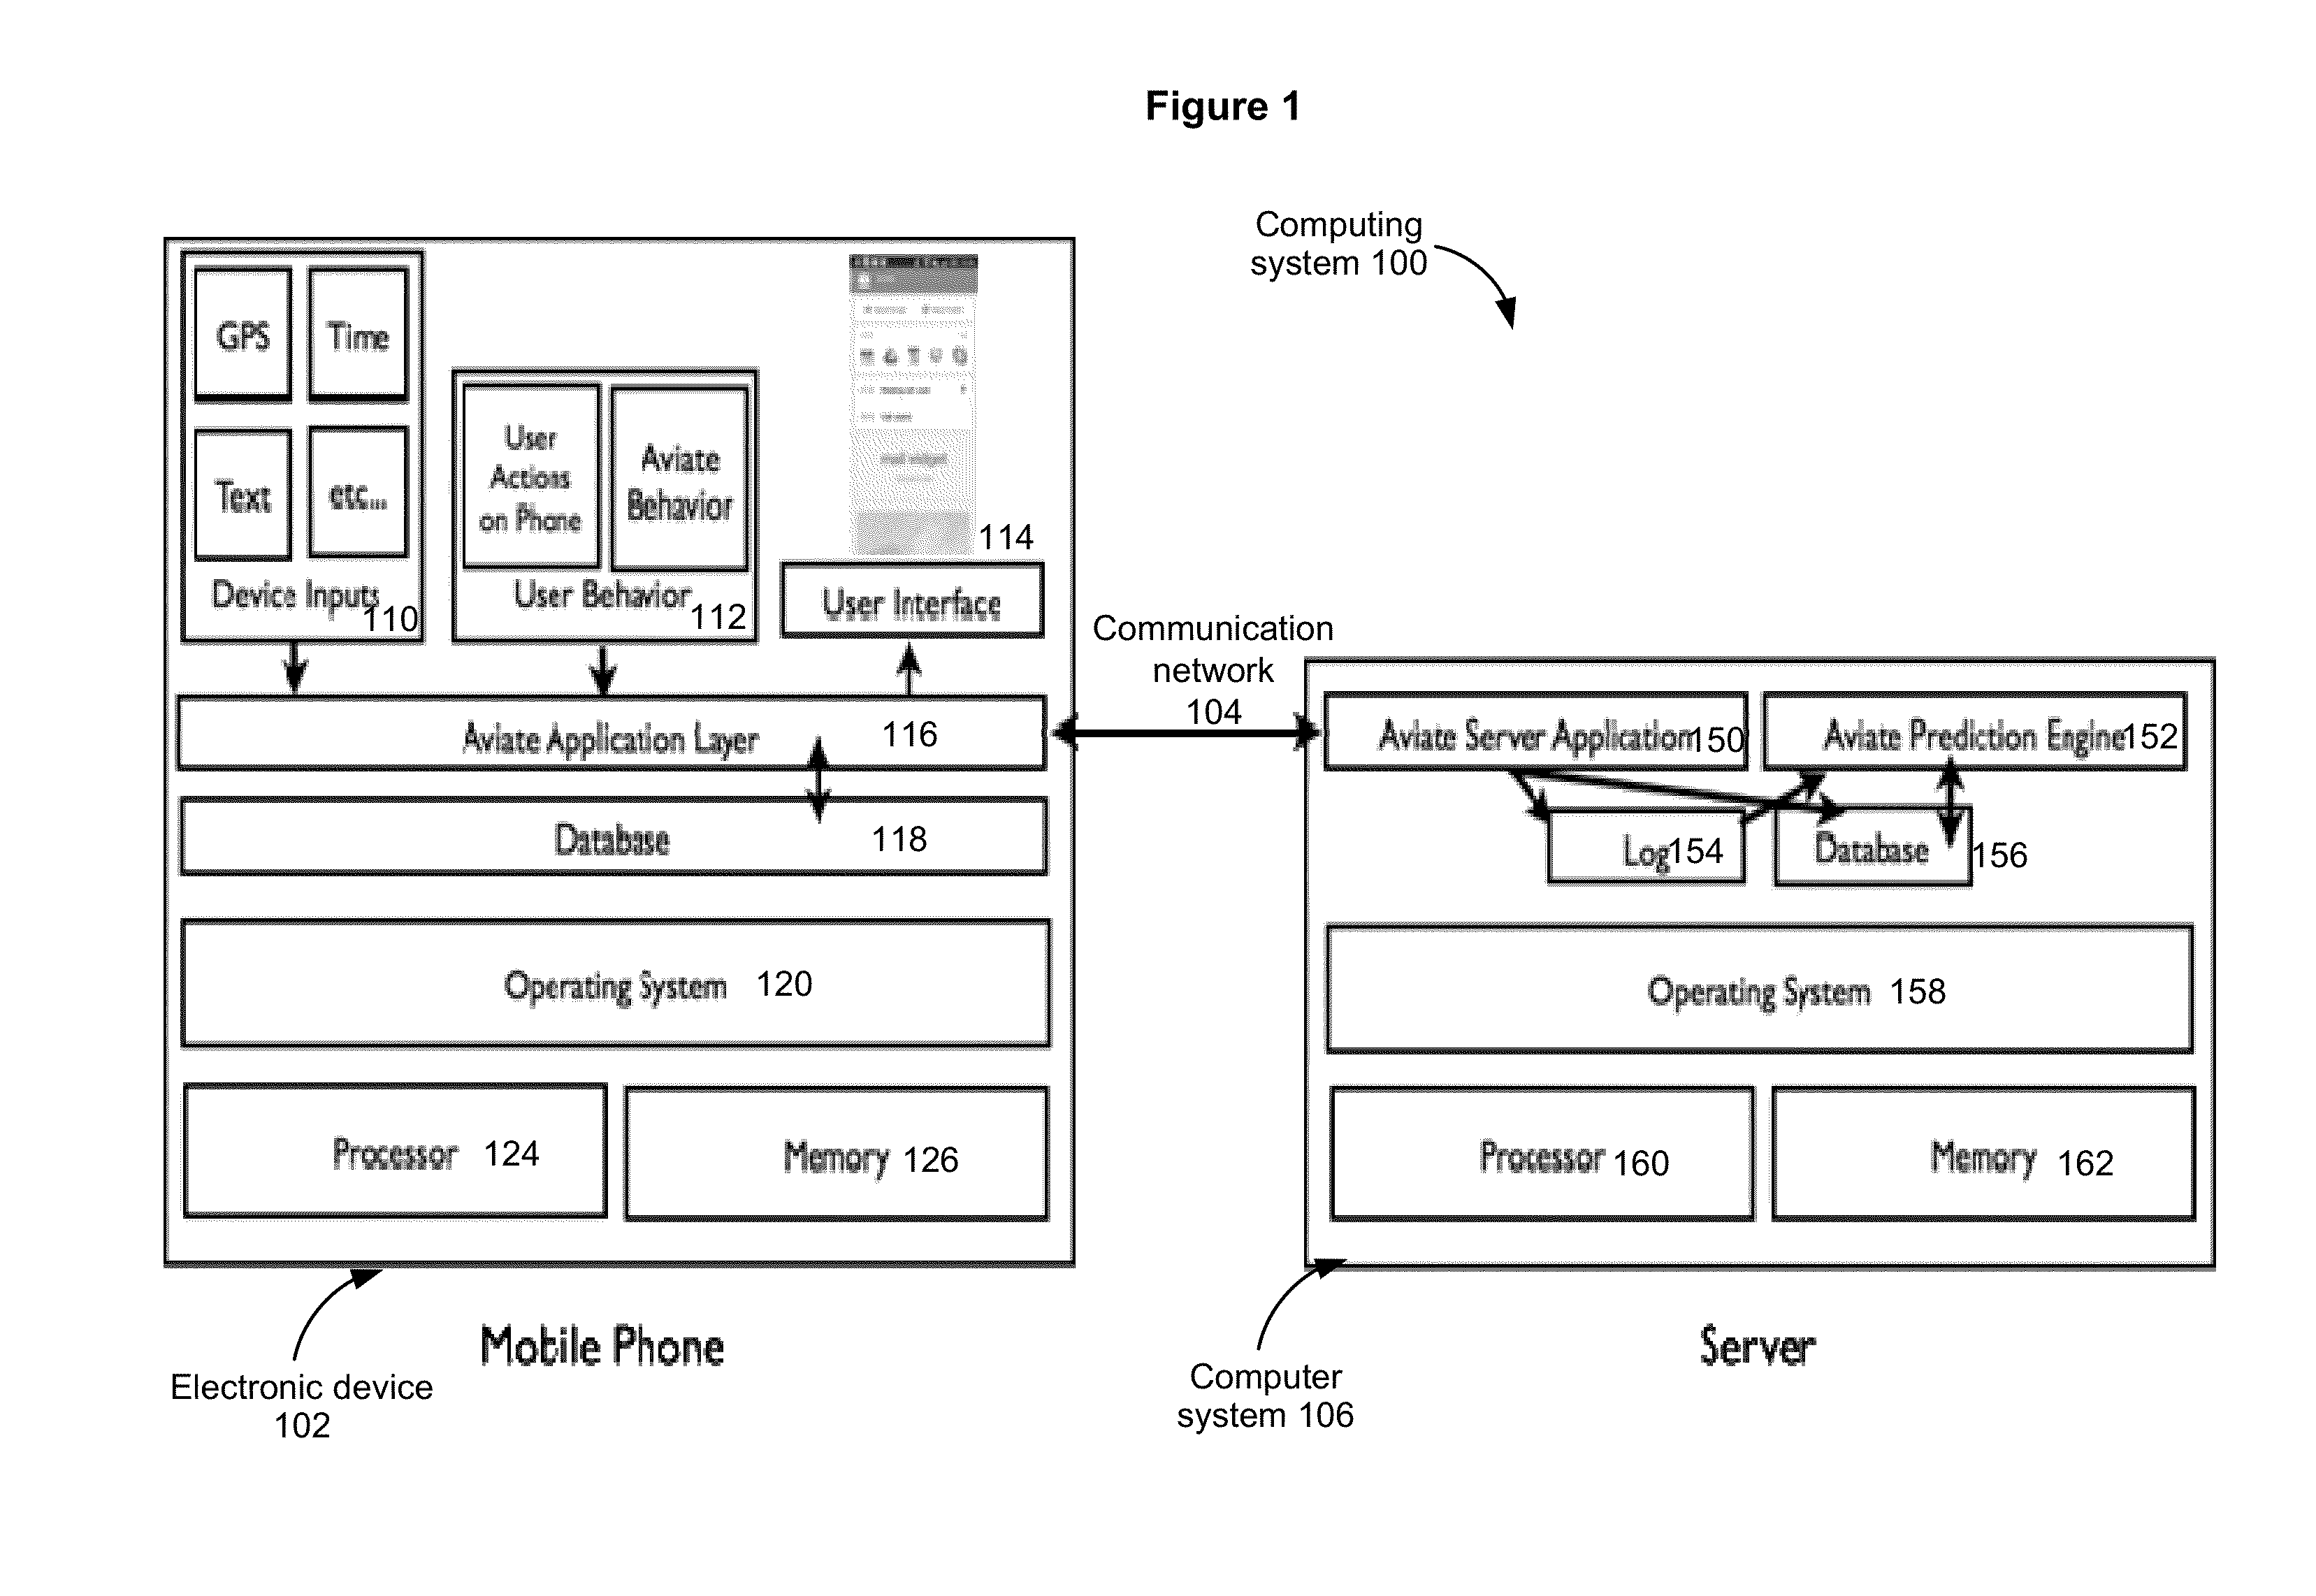 Figure 1
Computing
system 100
GPS
Time
Text
etc...
Device Inputs
110
User
Actions
on Phone
Aviate
Behavior
User Behavior
112
114
User Interface
Communication
network
104
Aviate Application Layer 116
Database 118
Operating System 120
Processor 124
Memory 126
Aviate Server Application 150
Aviate Prediction Engine 152
Log 154
Database 156
Operating System 158
Processor 160
Memory 162
Mobile Phone
Server
Electronic device
102
Computer
system 106